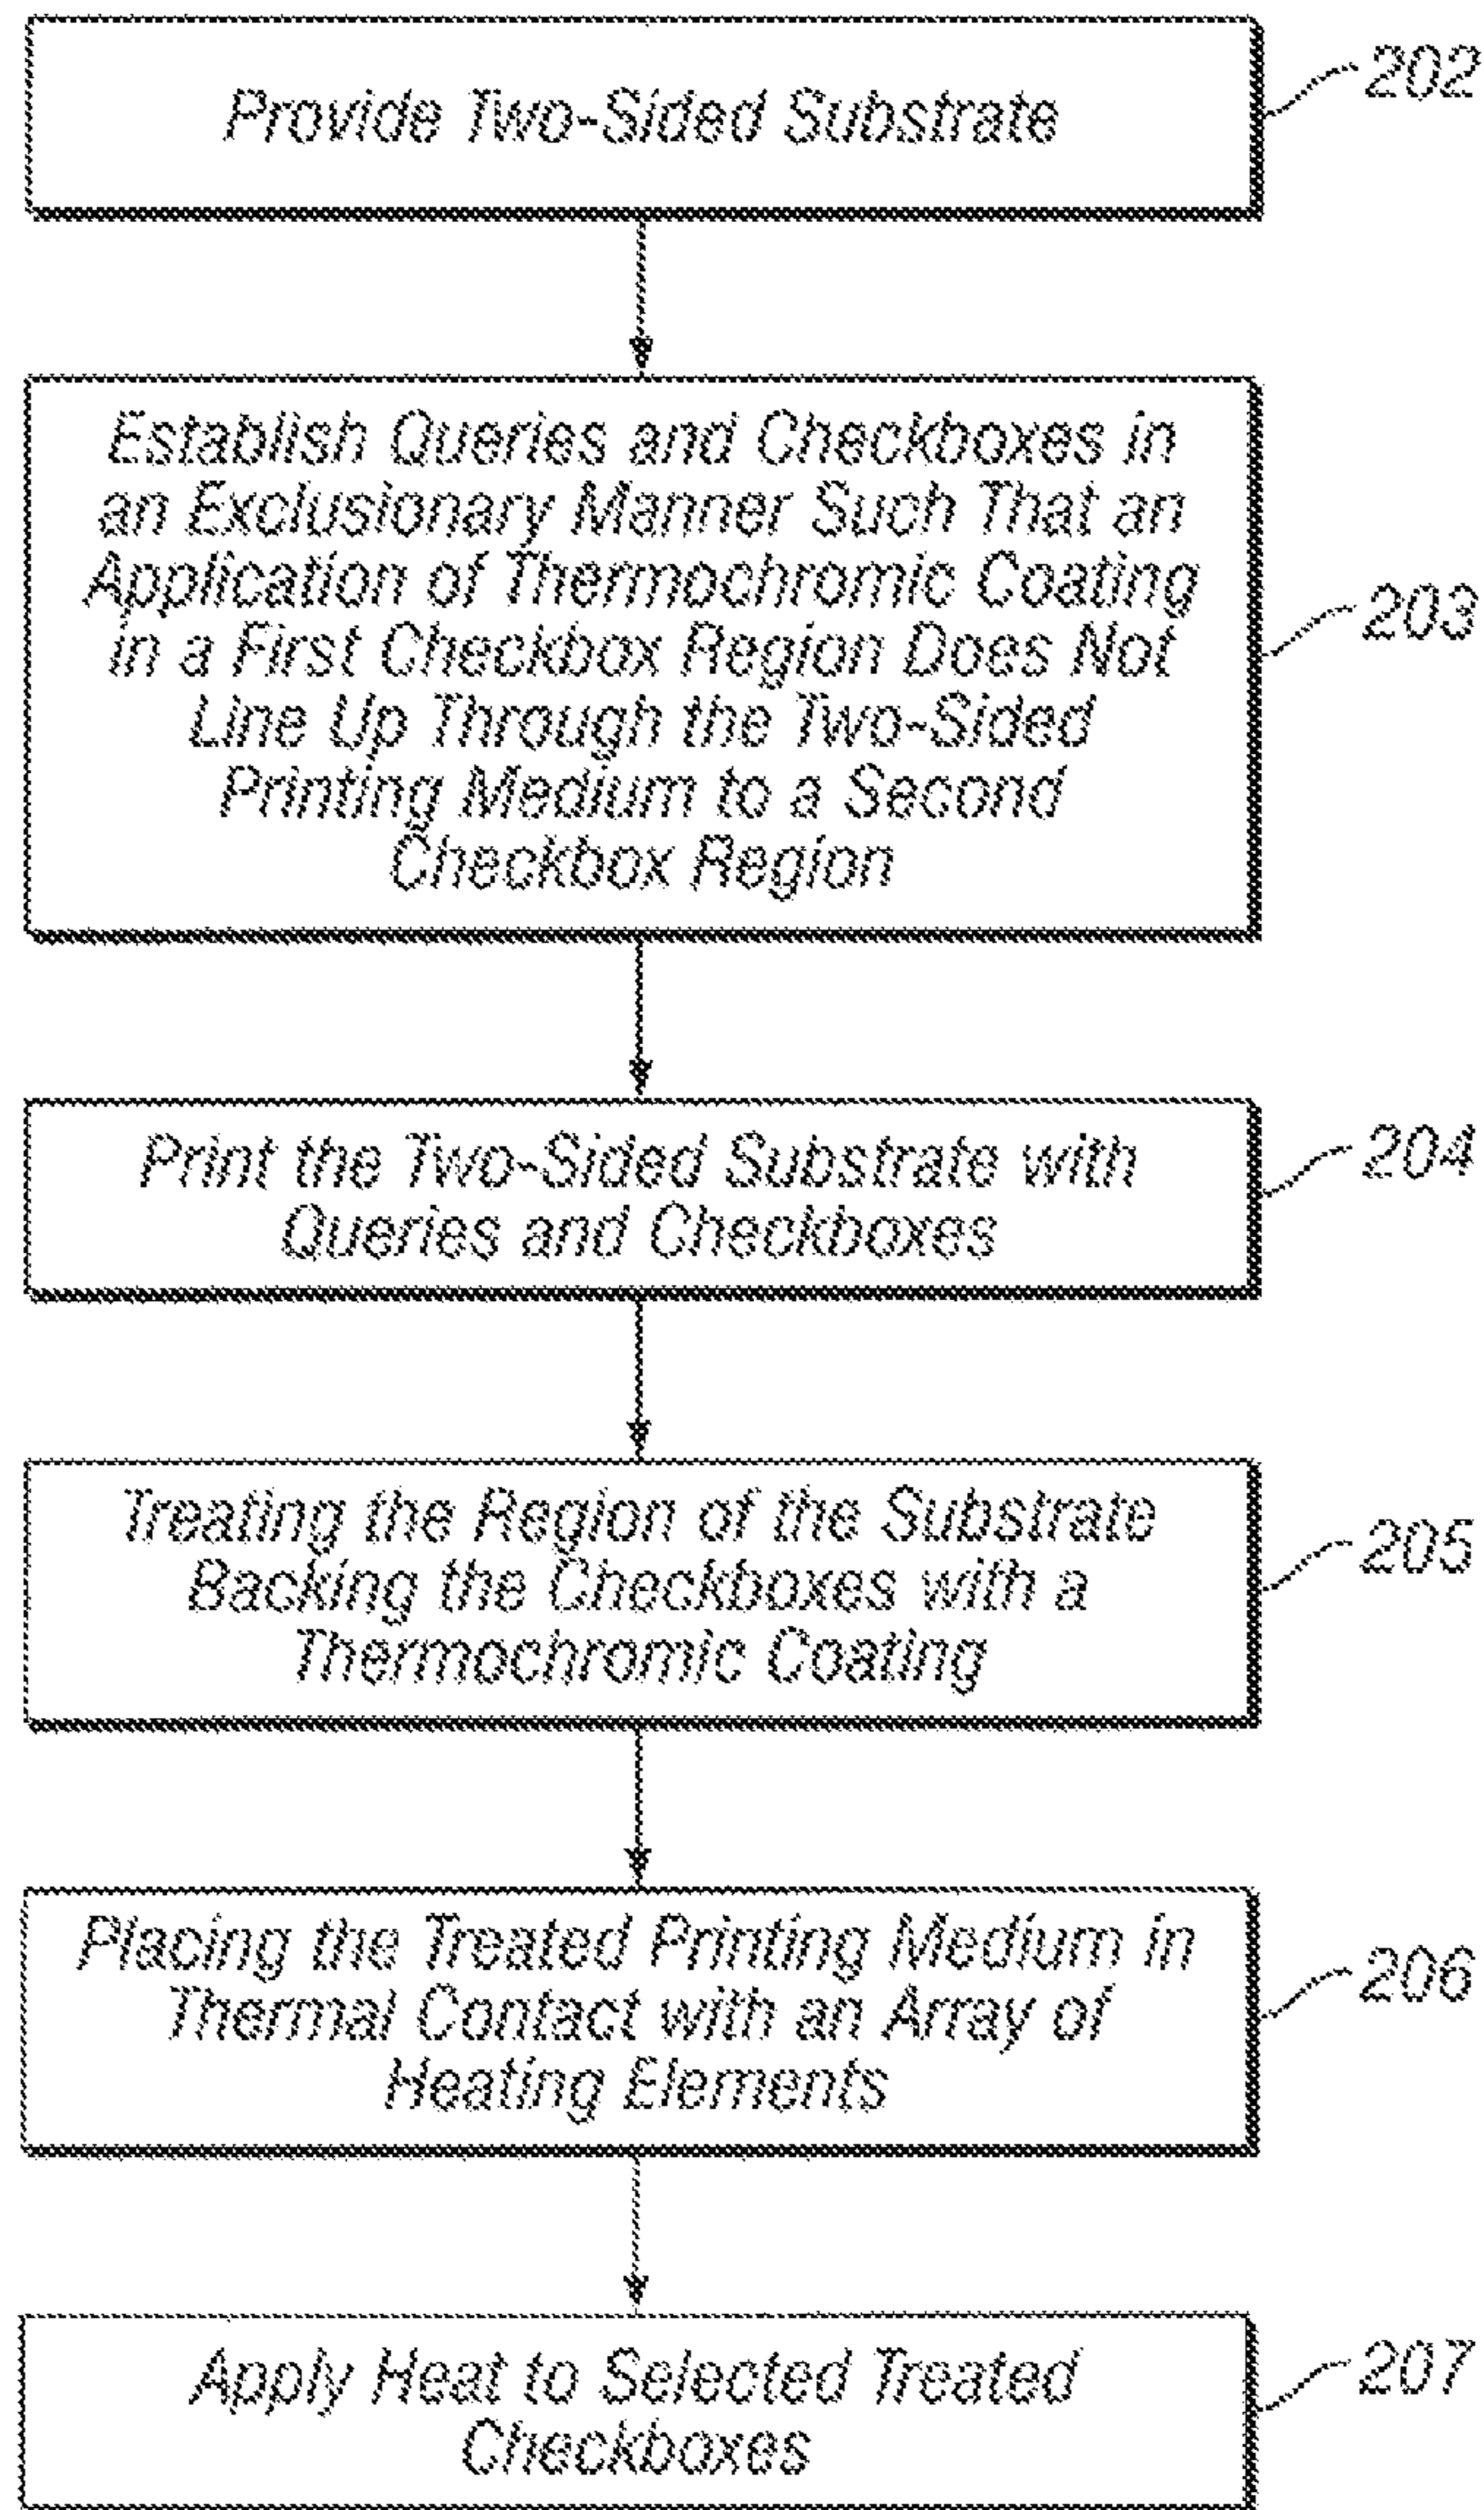 Provide Two-Sided Substrate
202
Establish Queries and Checkboxes in
an Exclusionary Manner Such That an
Application of Thermochromic Coating
in a First Checkbox Region Does Not
Line Up Through the Two-Sided
Printing Medium to a Second
Checkbox Region
203
Print the Two-Sided Substrate with
Queries and Checkboxes
204
Treating the Region of the Substrate
Backing the Checkboxes with a
Thermochromic Coating
205
Placing the Treated Printing Medium in
Thermal Contact with an Array of
Heating Elements
206
Apply Heat to Selected Treated
Checkboxes
207